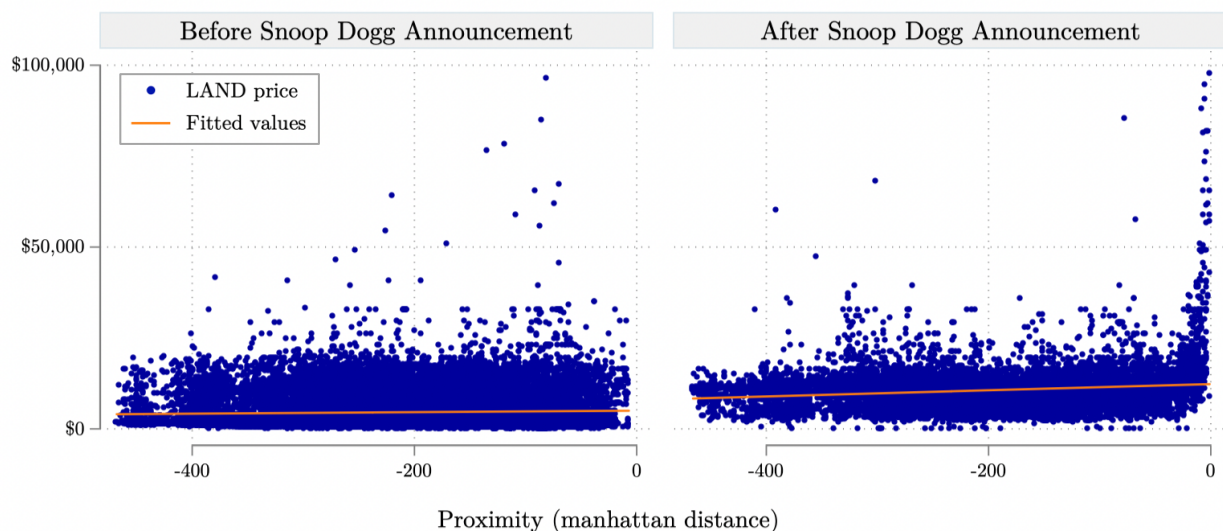 Before Snoop Dogg Announcement
After Snoop Dogg Announcement
$100,000
$50,000
$0
LAND price
Fitted values
-400
-200
0
-400
-200
0
Proximity (manhattan distance)